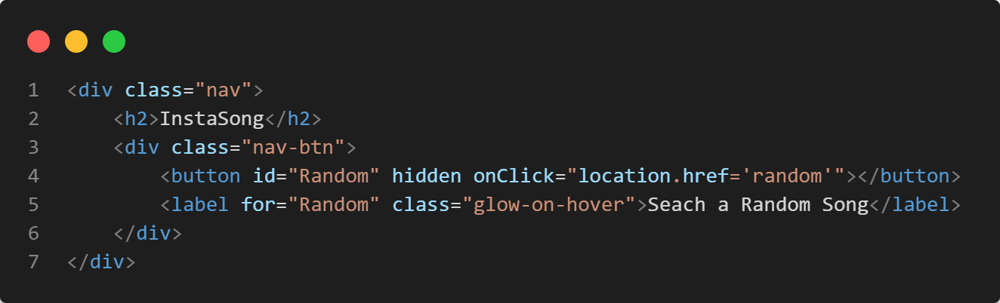 1 <div class="nav">
2     <h2>InstaSong</h2>
3     <div class="nav-btn">
4         <button id="Random" hidden onClick="location.href='random'"></button>
5         <label for="Random" class="glow-on-hover">Seach a Random Song</label>
6     </div>
7 </div>